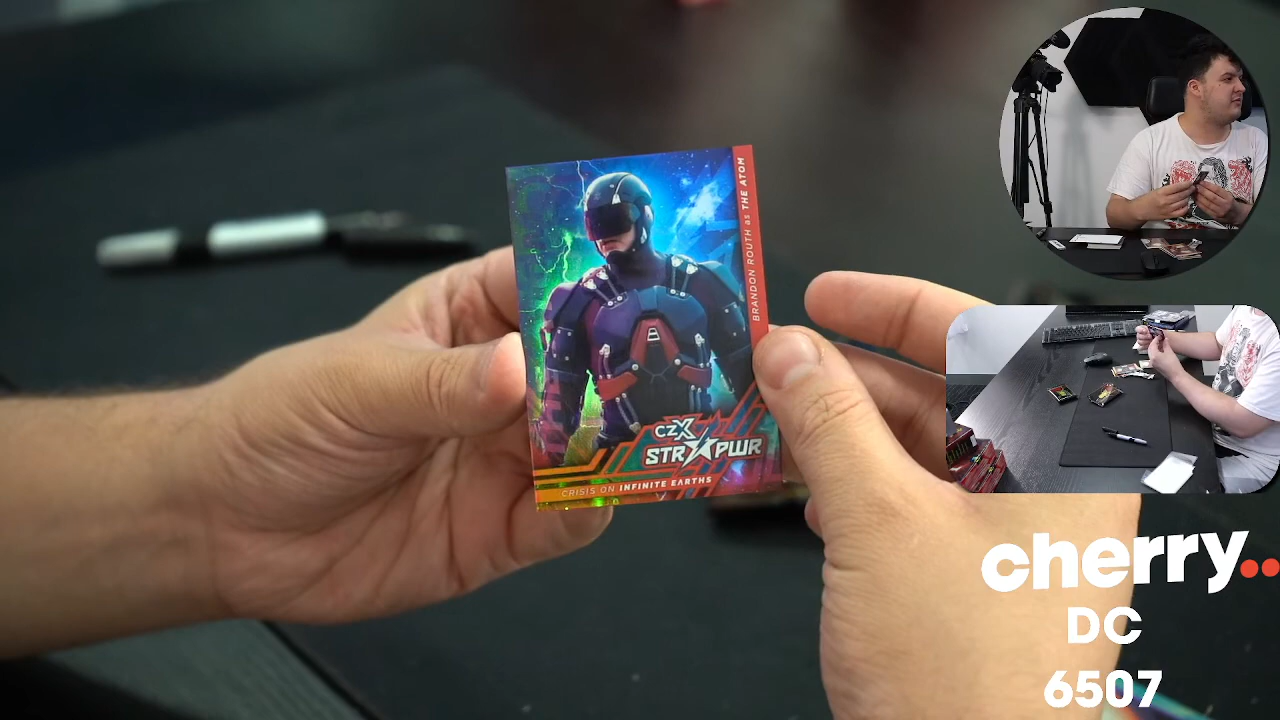 BRANDON ROUTH as THE ATOM
CZX
STR PWR
CRISIS ON INFINITE EARTHS
cherry..
DC
6507